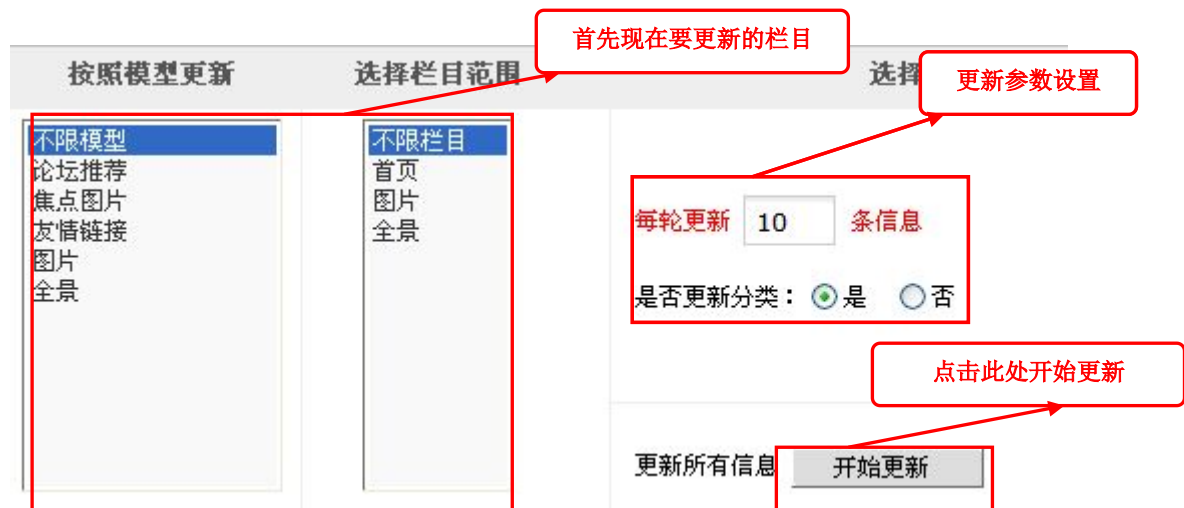 首先现在要更新的栏目
按照模型更新 选择栏目范围 选择
更新参数设置
不限模型
论坛推荐
焦点图片
友情链接
图片
全景
不限栏目
首页
图片
全景
每轮更新 10 条信息
是否更新分类： 是 否
点击此处开始更新
更新所有信息 开始更新